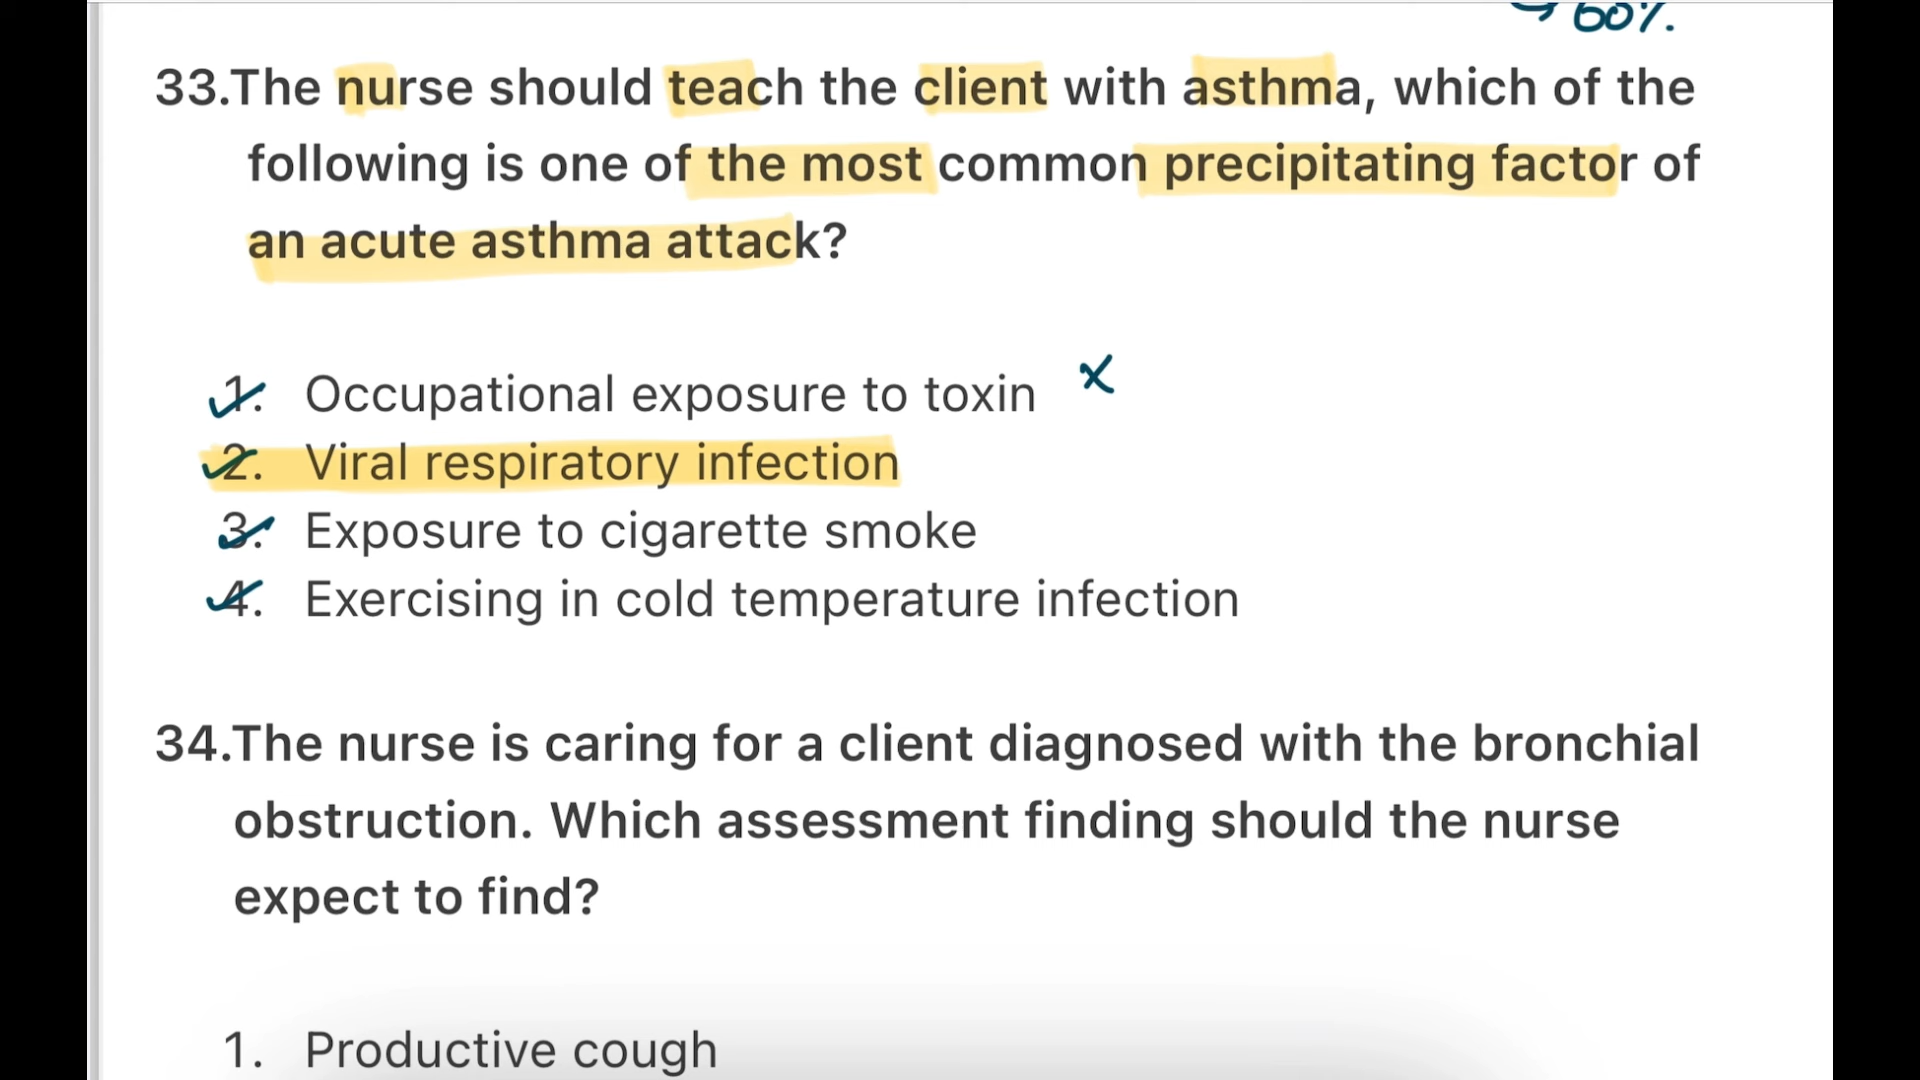 60%.
33.The nurse should teach the client with asthma, which of the
following is one of the most common precipitating factor of
an acute asthma attack?
1. Occupational exposure to toxin x
2. Viral respiratory infection
3. Exposure to cigarette smoke
4. Exercising in cold temperature infection
34.The nurse is caring for a client diagnosed with the bronchial
obstruction. Which assessment finding should the nurse
expect to find?
1. Productive cough